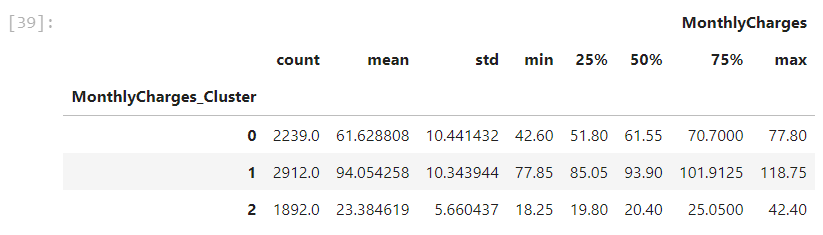 [39]:
MonthlyCharges
count mean std min 25% 50% 75% max
MonthlyCharges_Cluster
0 2239.0 61.628808 10.441432 42.60 51.80 61.55 70.7000 77.80
1 2912.0 94.054258 10.343944 77.85 85.05 93.90 101.9125 118.75
2 1892.0 23.384619 5.660437 18.25 19.80 20.40 25.0500 42.40